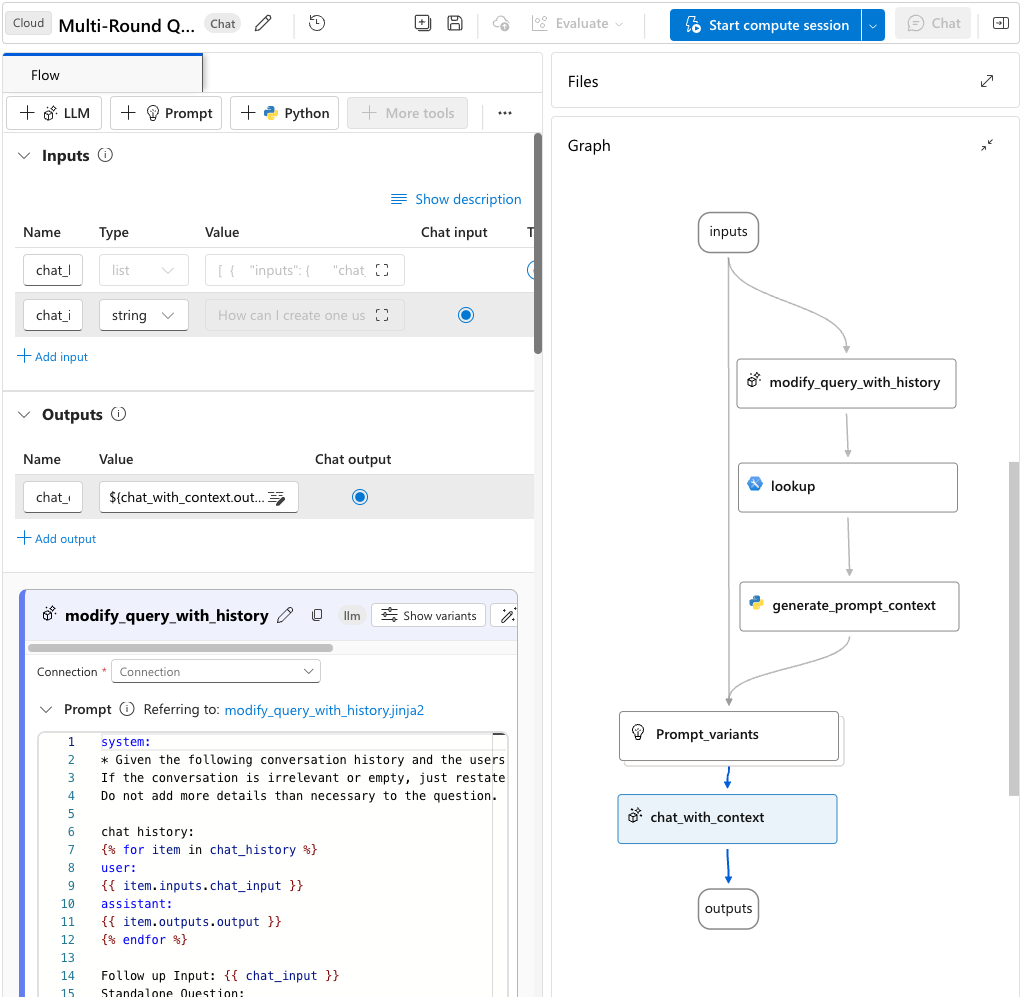 Cloud Multi-Round Q... Chat Evaluate Start compute session Chat
Flow
LLM Prompt Python More tools ...
Inputs
Show description
Name Type Value Chat input T
chat_l list [ { "inputs": { "chat_
chat_i string How can I create one us
Add input
Outputs
Name Value Chat output
chat_ ${chat_with_context.out...
Add output
modify_query_with_history llm Show variants
Connection * Connection
Prompt Referring to: modify_query_with_history.jinja2
1 system:
2 * Given the following conversation history and the users
3 If the conversation is irrelevant or empty, just restate
4 Do not add more details than necessary to the question.
5
6 chat history:
7 {% for item in chat_history %}
8 user:
9 {{ item.inputs.chat_input }}
10 assistant:
11 {{ item.outputs.output }}
12 {% endfor %}
13
14 Follow up Input: {{ chat_input }}
15 Standalone Question:
Files
Graph
inputs
modify_query_with_history
lookup
generate_prompt_context
Prompt_variants
chat_with_context
outputs